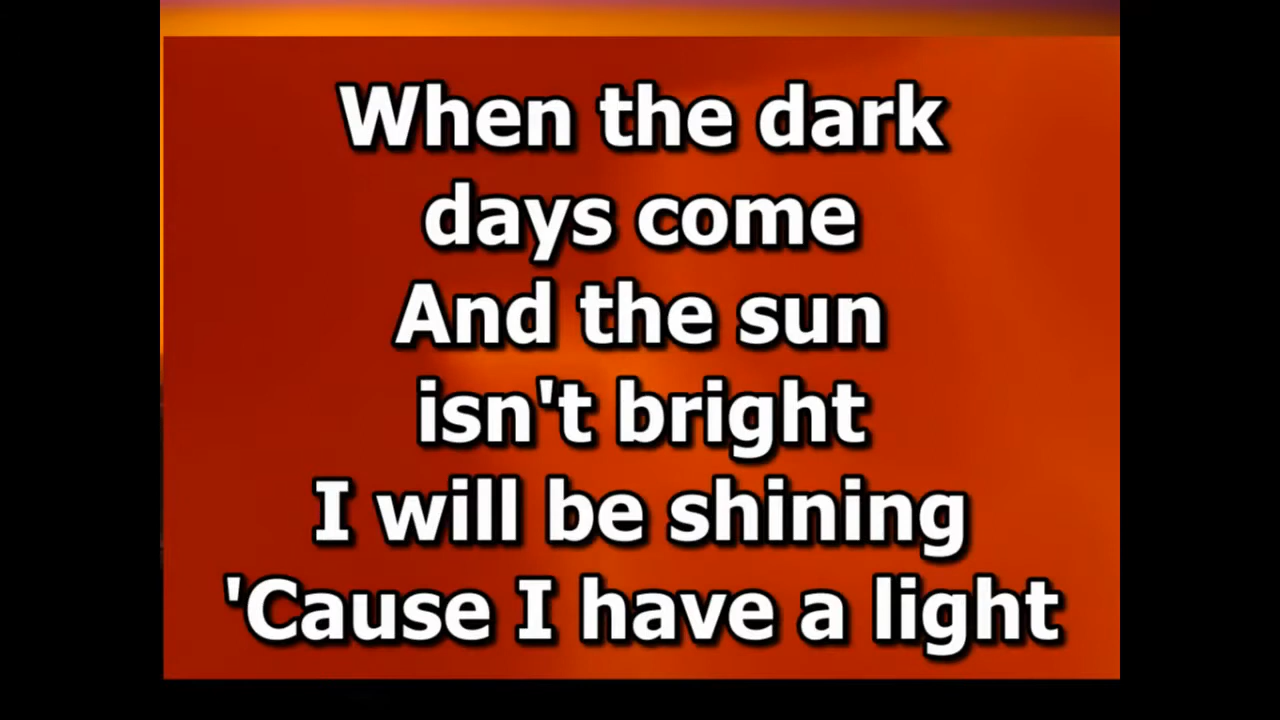 When the dark
days come
And the sun
isn't bright
I will be shining
'Cause I have a light